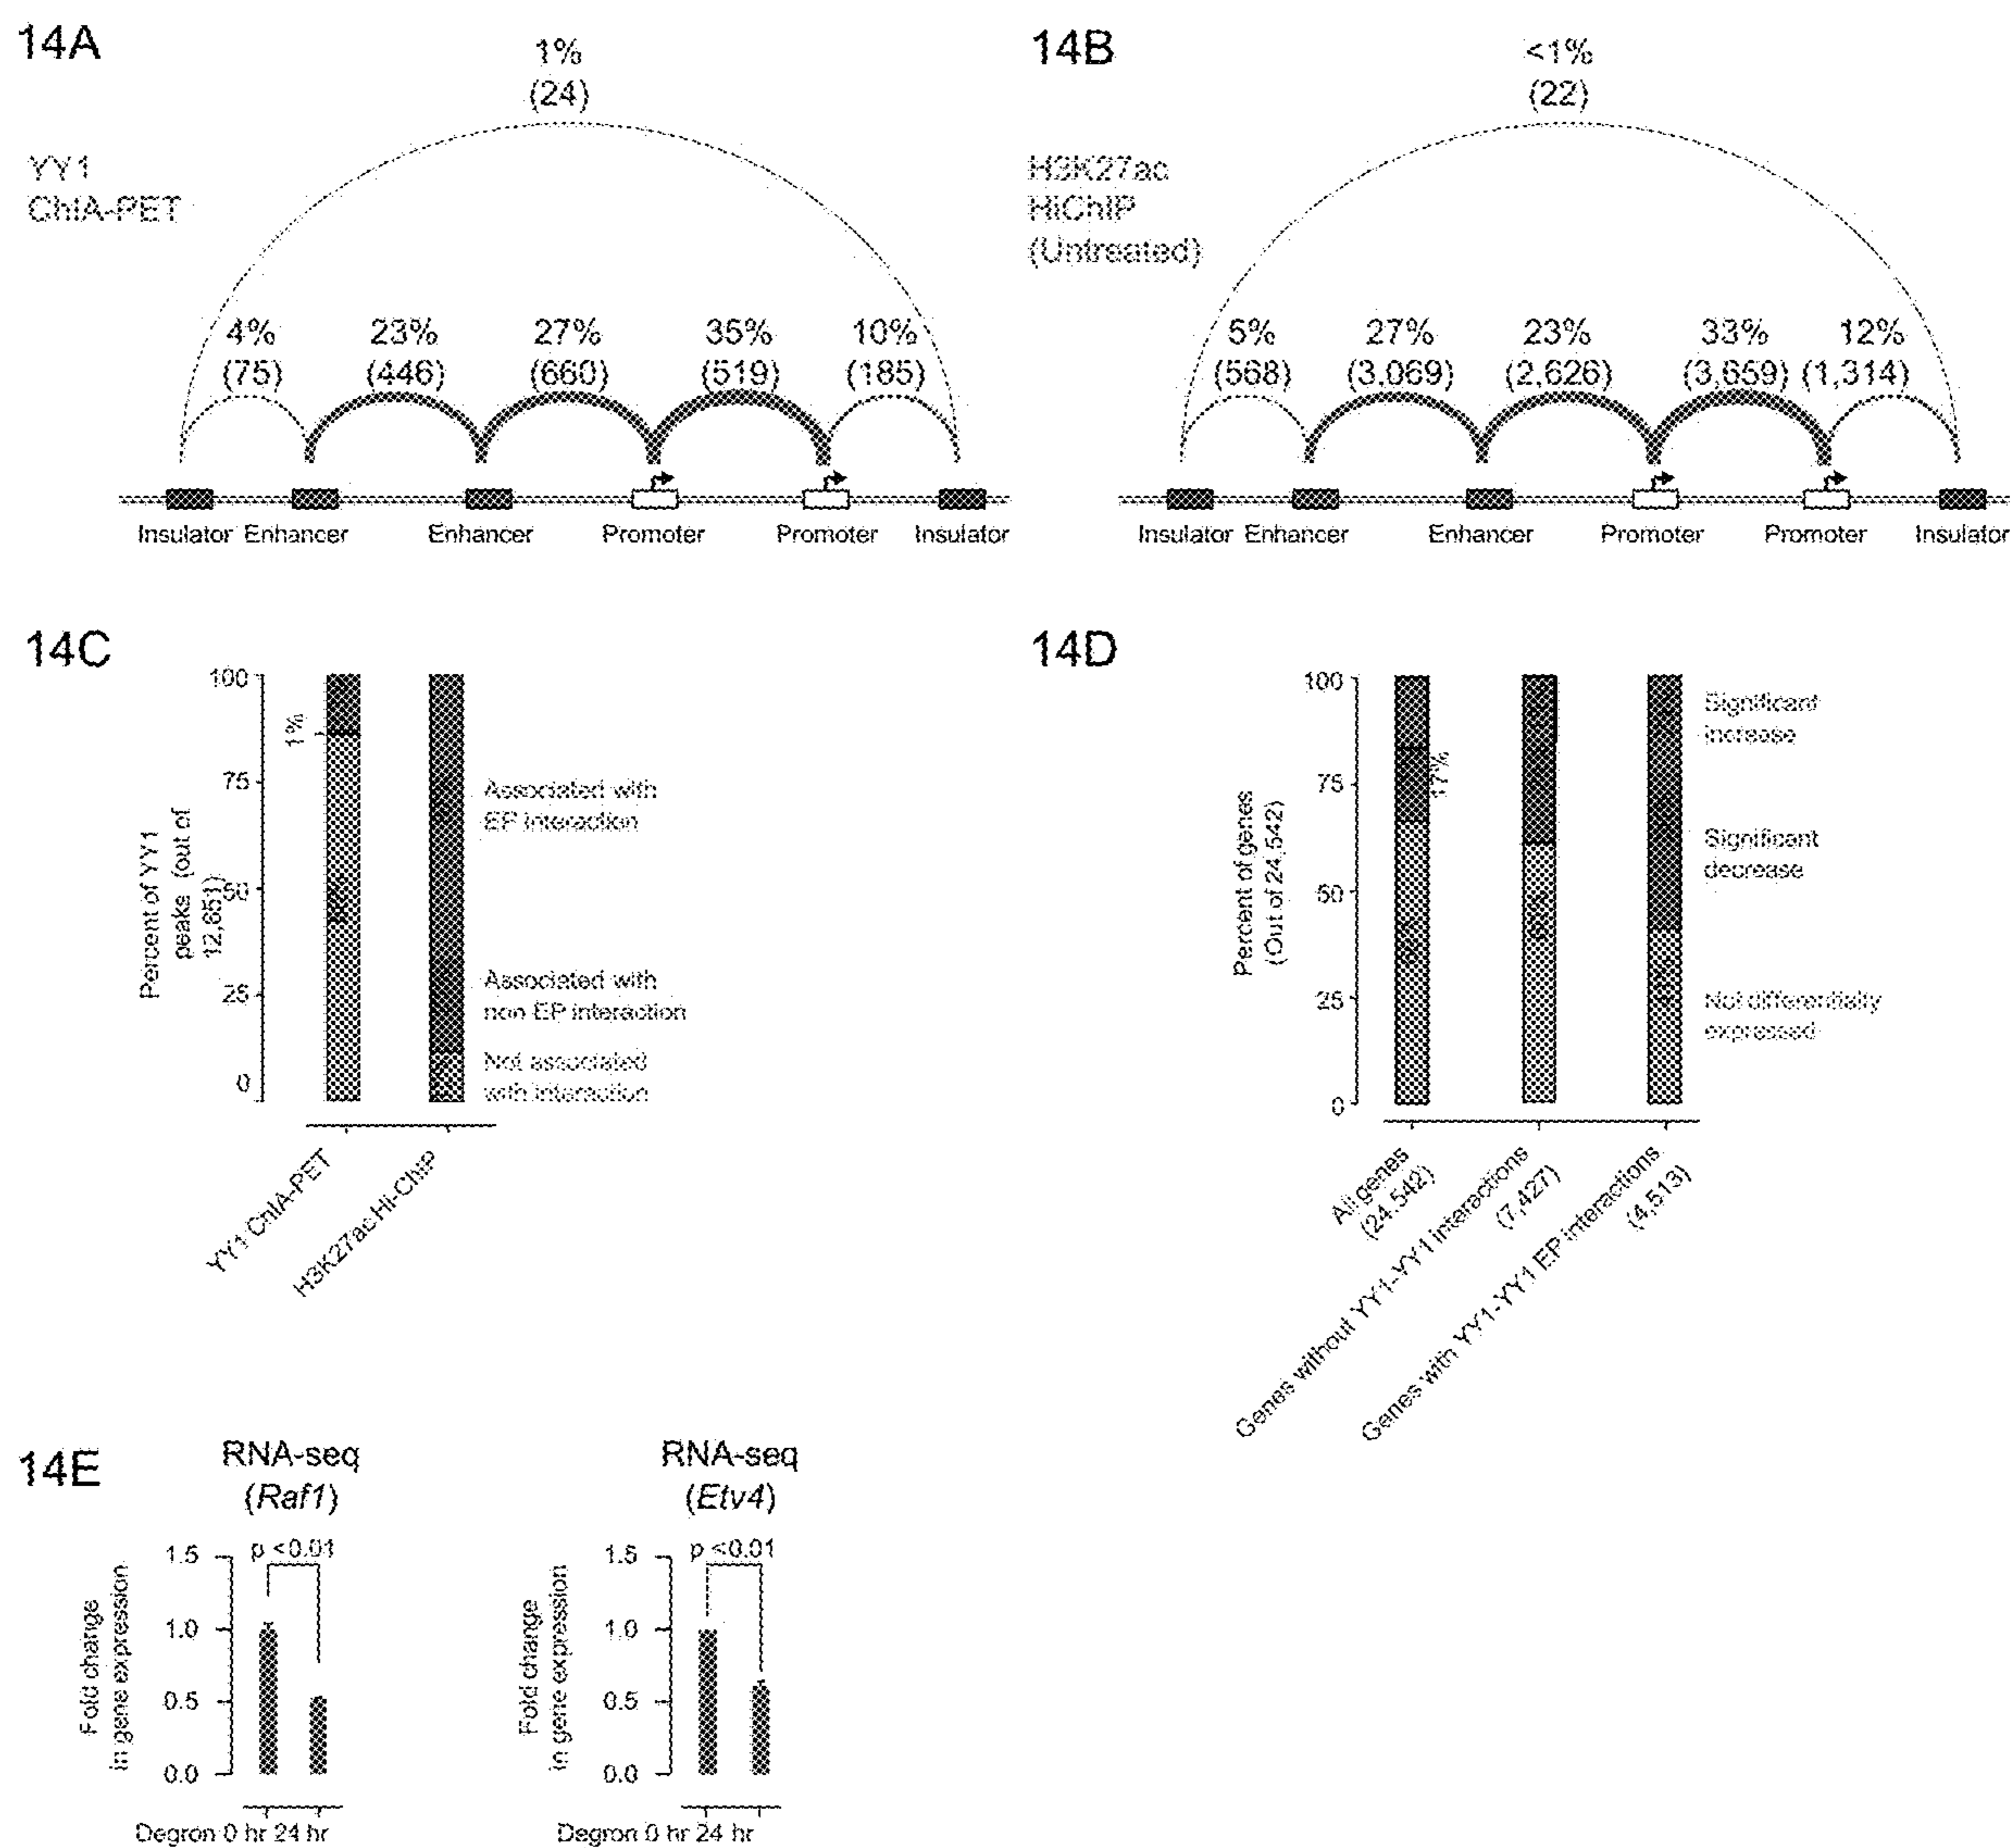 14A
1%
(24)
YY1
ChIA-PET
4%
(75)
23%
(446)
27%
(660)
35%
(519)
10%
(185)
Insulator
Enhancer
Enhancer
Promoter
Promoter
Insulator
14B
<1%
(22)
H3K27ac
HiChIP
(Untreated)
5%
(568)
27%
(3,069)
23%
(2,626)
33%
(3,659)
12%
(1,314)
Insulator
Enhancer
Enhancer
Promoter
Promoter
Insulator
14C
Percent of YY1
peaks (out of
12,651)
100
75
50
25
0
1%
Associated with
EP interaction
Associated with
non EP interaction
Not associated
with interaction
YY1 ChIA-PET
H3K27ac Hi-ChIP
14D
Percent of genes
(Out of 24,542)
100
75
50
25
0
17%
Significant
increase
Significant
decrease
Not differentially
expressed
All genes
(24,542)
Genes without YY1-YY1 interactions
(7,427)
Genes with YY1-YY1 EP interactions
(4,513)
14E
RNA-seq
(Raf1)
Fold change
in gene expression
1.5
1.0
0.5
0.0
p <0.01
Degron 0 hr 24 hr
RNA-seq
(Etv4)
Fold change
in gene expression
1.5
1.0
0.5
0.0
p <0.01
Degron 0 hr 24 hr